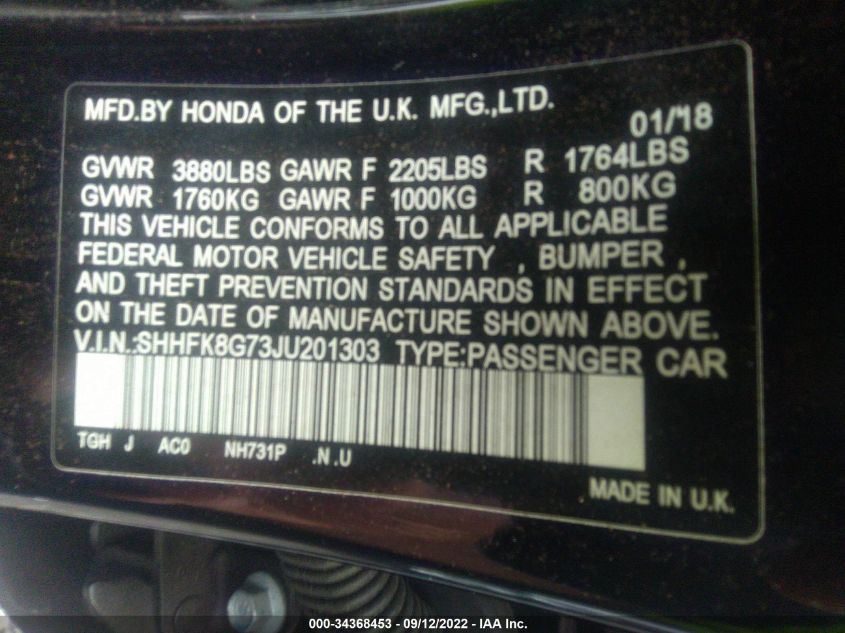 MFD.BY HONDA OF THE U.K. MFG.,LTD.
01/'18
GVWR 3880LBS GAWR F 2205LBS R 1764LBS
GVWR 1760KG GAWR F 1000KG R 800KG
THIS VEHICLE CONFORMS TO ALL APPLICABLE
FEDERAL MOTOR VEHICLE SAFETY , BUMPER ,
AND THEFT PREVENTION STANDARDS IN EFFECT
ON THE DATE OF MANUFACTURE SHOWN ABOVE.
V.I.N.:SHHFK8G73JU201303 TYPE:PASSENGER CAR
TGH J AC0 NH731P .N .U
MADE IN U.K.
000-34368453 - 09/12/2022 - IAA Inc.